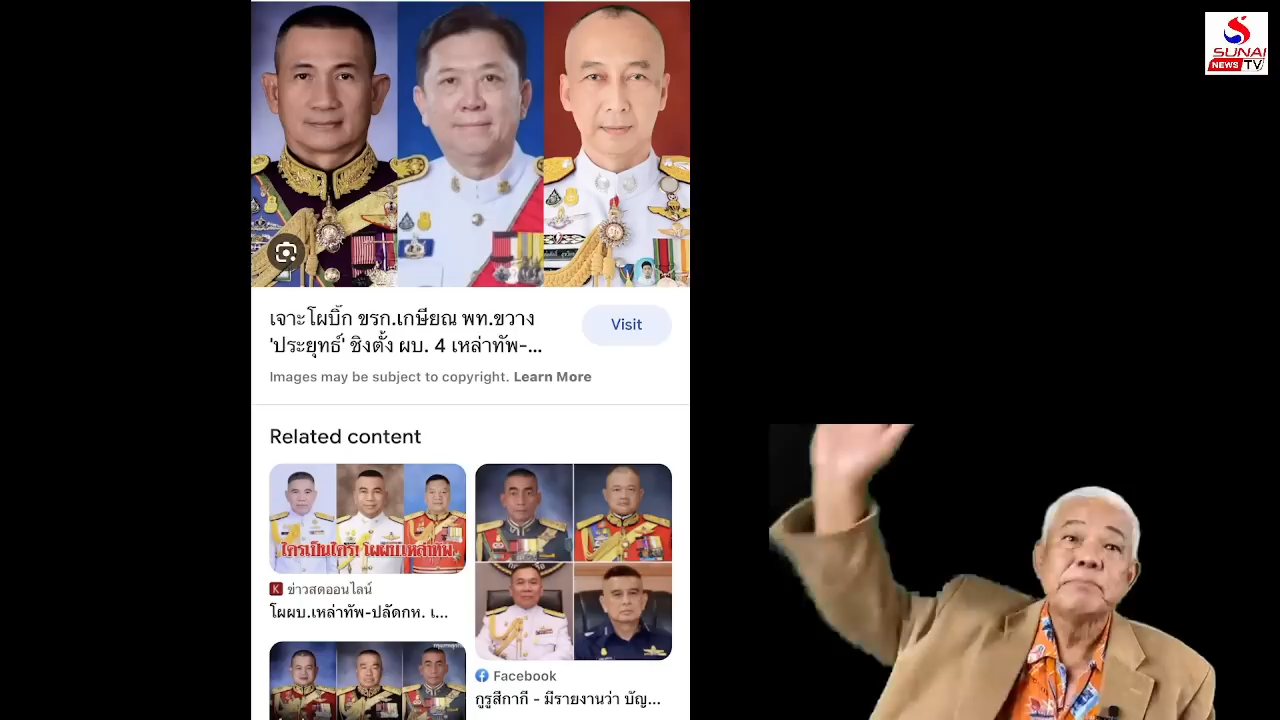 SUNAI
NEWS TV
เจาะโผบิ๊ก ขรก.เกษียณ พท.ขวาง
'ประยุทธ์' ชิงตั้ง ผบ. 4 เหล่าทัพ-...
Visit
Images may be subject to copyright. Learn More
Related content
ใครเป็นใคร! โผผบ.เหล่าทัพ
K ข่าวสดออนไลน์
โผผบ.เหล่าทัพ-ปลัดกห. เ...
Facebook
กูรูสีกากี - มีรายงานว่า บัญ...